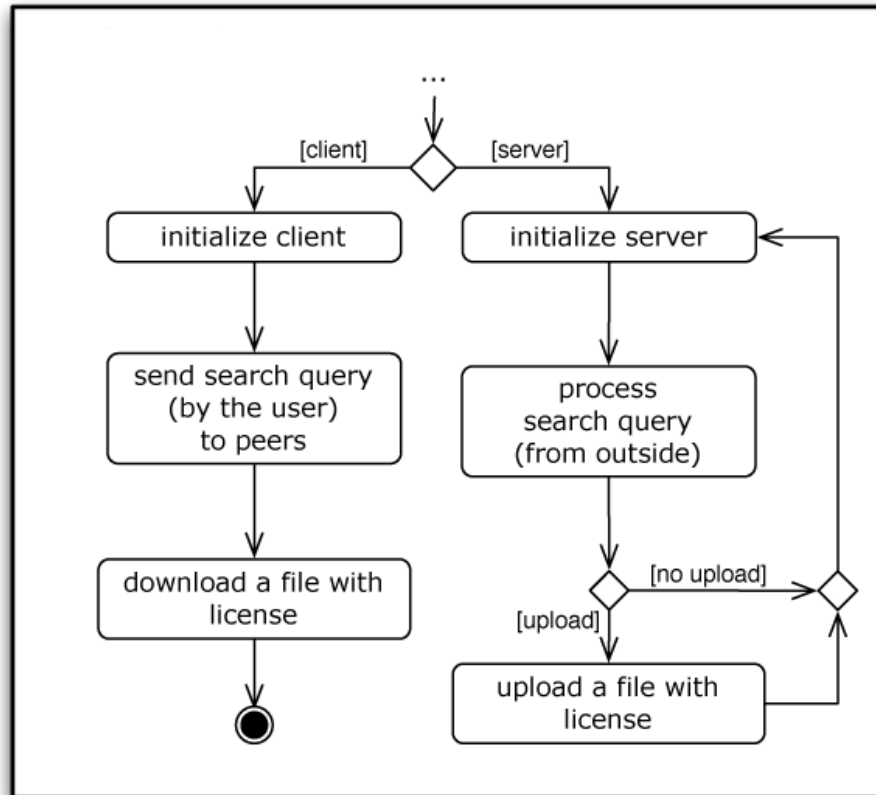 ...
[client]
[server]
initialize client
initialize server
send search query
(by the user)
to peers
process
search query
(from outside)
download a file with
license
[no upload]
[upload]
upload a file with
license